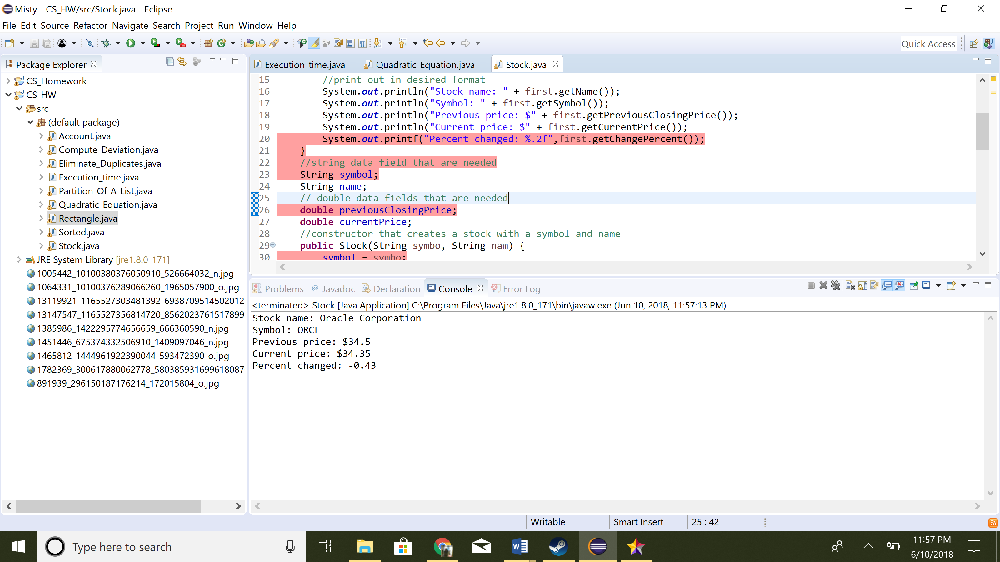 Misty - CS_HW/src/Stock.java - Eclipse
File Edit Source Refactor Navigate Search Project Run Window Help
Quick Access
Package Explorer
CS_Homework
CS_HW
src
(default package)
Account.java
Compute_Deviation.java
Eliminate_Duplicates.java
Execution_time.java
Partition_Of_A_List.java
Quadratic_Equation.java
Rectangle.java
Sorted.java
Stock.java
JRE System Library [jre1.8.0_171]
1005442_10100380376050910_526664032_n.jpg
1064331_10100376289066260_1965057900_o.jpg
13119921_1165527303481392_6938709514502012
13147547_1165527356814720_856202376151789
1385986_1422295774656659_666360590_n.jpg
1451446_675374332506910_1409097046_n.jpg
1465812_1444961922390044_593472390_o.jpg
1782369_300617880062778_580385931699618087
891939_296150187176214_172015804_o.jpg
Execution_time.java Quadratic_Equation.java Stock.java
15 //print out in desired format
16 System.out.println("Stock name: " + first.getName());
17 System.out.println("Symbol: " + first.getSymbol());
18 System.out.println("Previous price: $" + first.getPreviousClosingPrice());
19 System.out.println("Current price: $" + first.getCurrentPrice());
20 System.out.printf("Percent changed: %.2f",first.getChangePercent());
21 }
22 //string data field that are needed
23 String symbol;
24 String name;
25 // double data fields that are needed
26 double previousClosingPrice;
27 double currentPrice;
28 //constructor that creates a stock with a symbol and name
29 public Stock(String symbo, String nam) {
30 symbol = symbo;
Problems @ Javadoc Declaration Console Error Log
<terminated> Stock [Java Application] C:\Program Files\Java\jre1.8.0_171\bin\javaw.exe (Jun 10, 2018, 11:57:13 PM)
Stock name: Oracle Corporation
Symbol: ORCL
Previous price: $34.5
Current price: $34.35
Percent changed: -0.43
Writable Smart Insert 25 : 42
Type here to search
11:57 PM
6/10/2018